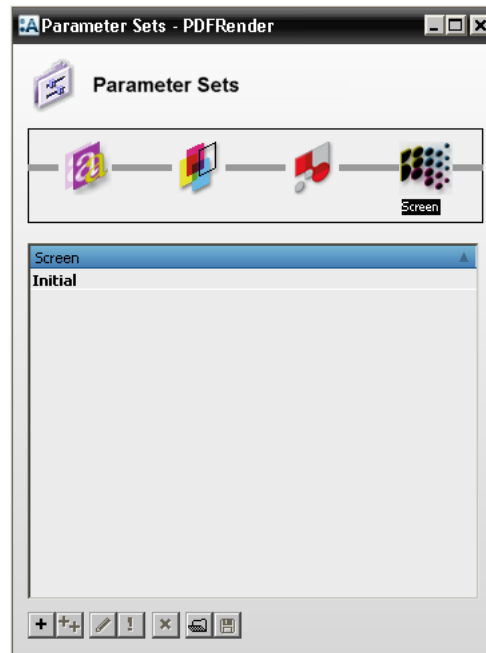 :A Parameter Sets - PDFRender
Parameter Sets
Screen
Screen
Initial